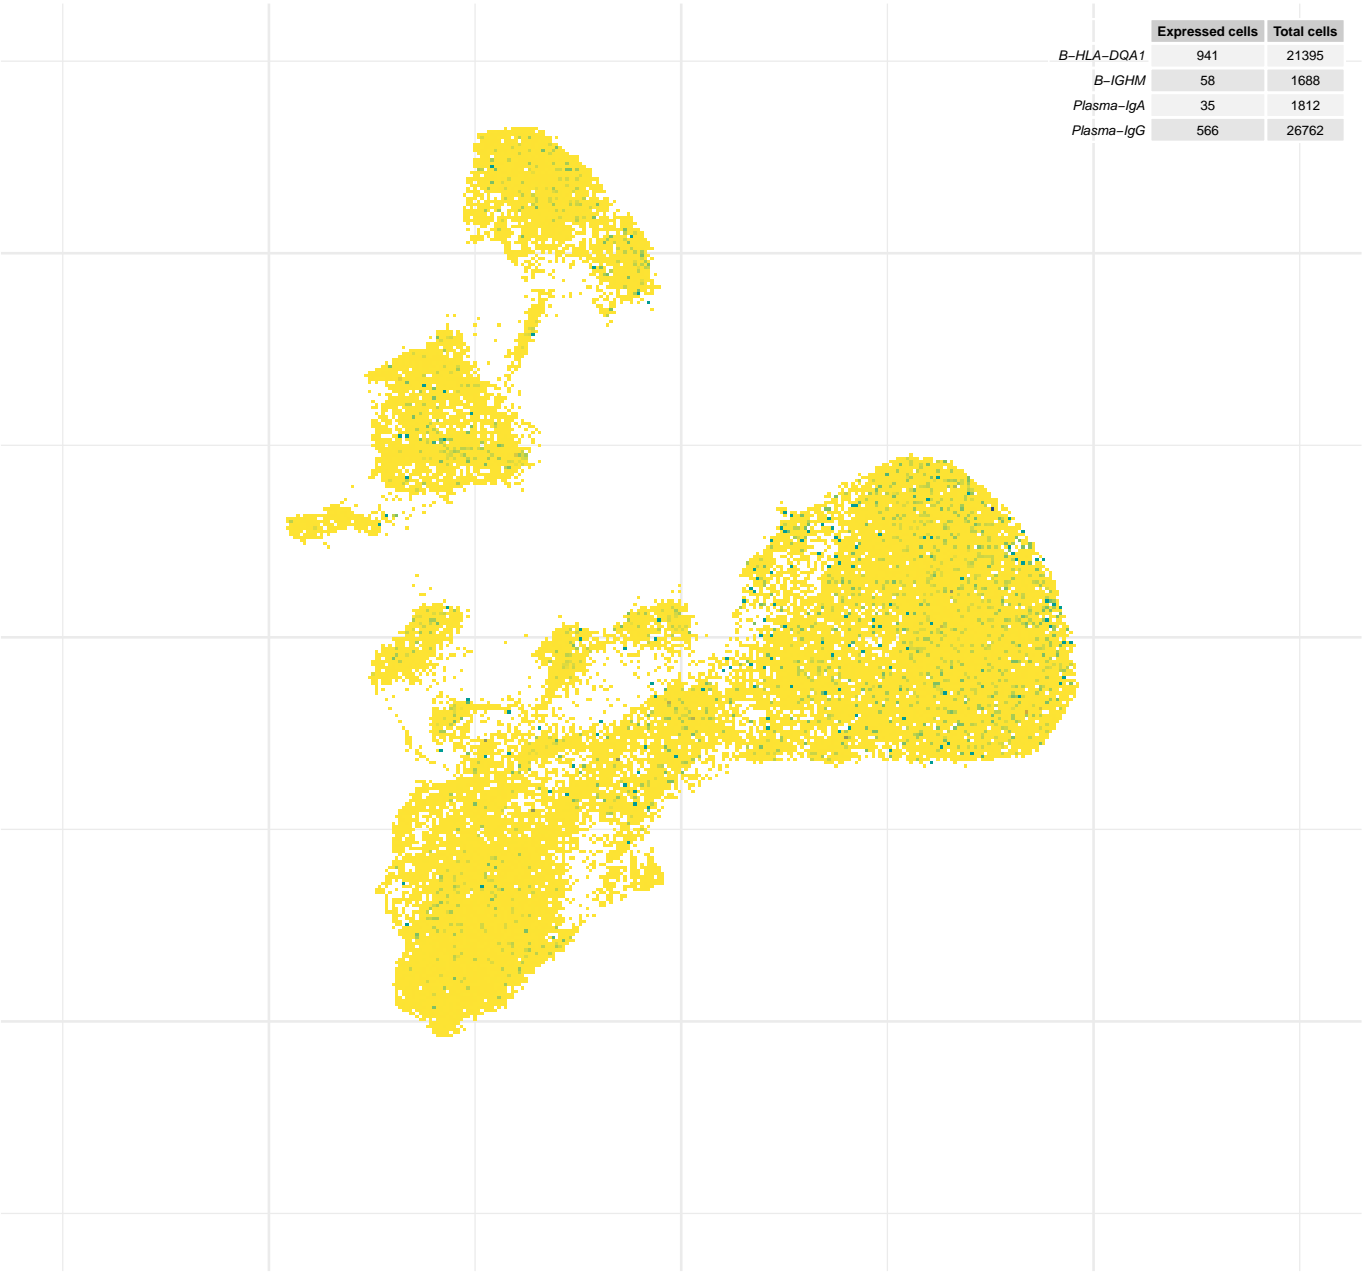 Expressed cells Total cells
B−HLA−DQA1 941 21395
B−IGHM 58 1688
Plasma−IgA 35 1812
Plasma−IgG 566 26762